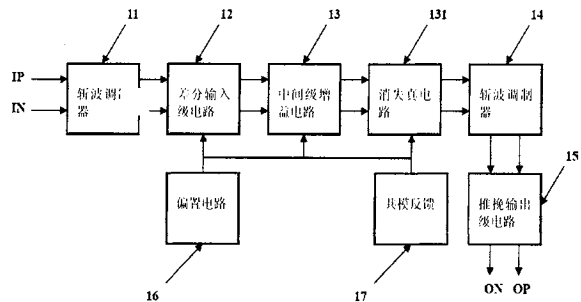 11
12
13
131
14
IP
IN
斩波调
器
差分输入
级电路
中间级增
益电路
消失真电
路
斩波调制
器
偏置电路
共模反馈
推挽输出
级电路
15
16
17
ON OP